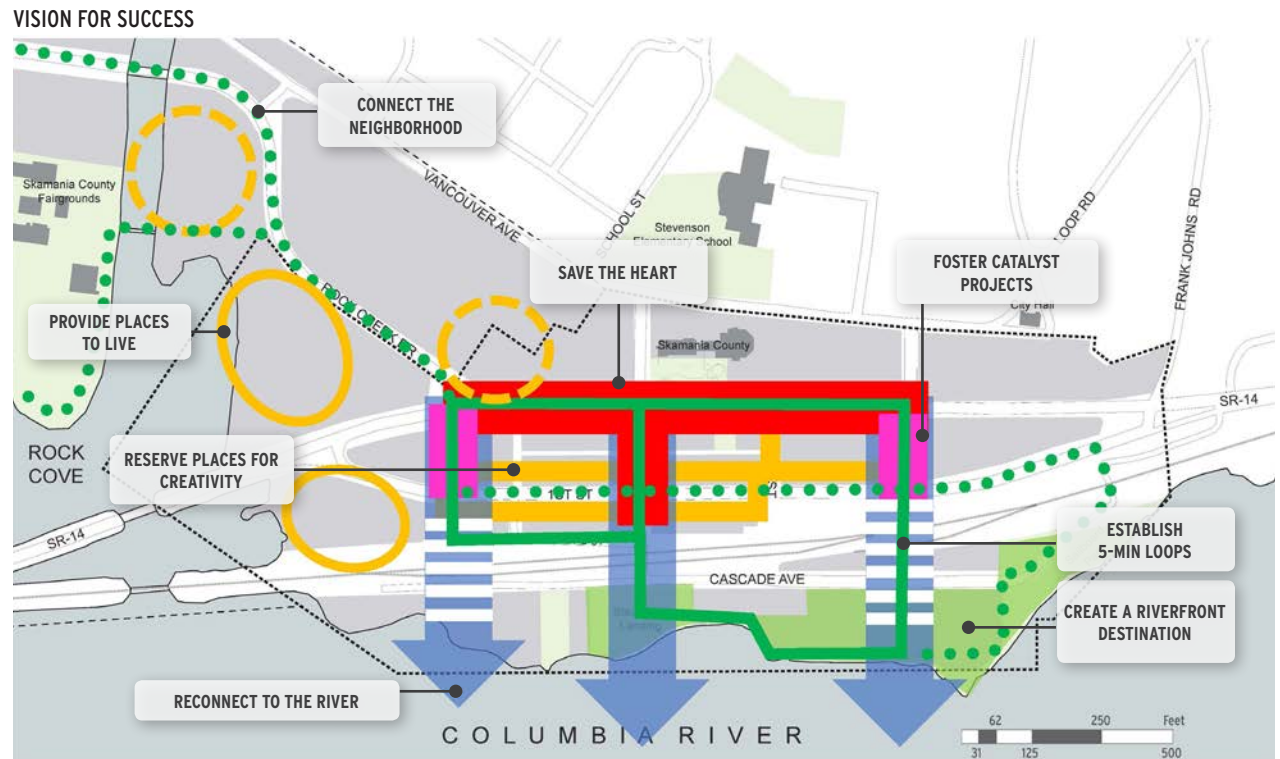 VISION FOR SUCCESS
CONNECT THE
NEIGHBORHOOD
Skamania County
Fairgrounds
VANCOUVER AVE
SCHOOL ST
Stevenson
Elementary School
LOOP RD
FRANK JOHNS RD
SAVE THE HEART
FOSTER CATALYST
PROJECTS
City Hall
PROVIDE PLACES
TO LIVE
ROCK CREEK DR
Skamania County
SR-14
ROCK
COVE
RESERVE PLACES FOR
CREATIVITY
1ST ST
ST
SR-14
ESTABLISH
5-MIN LOOPS
CASCADE AVE
CREATE A RIVERFRONT
DESTINATION
Landing
RECONNECT TO THE RIVER
COLUMBIA RIVER
62 250 Feet
31 125 500